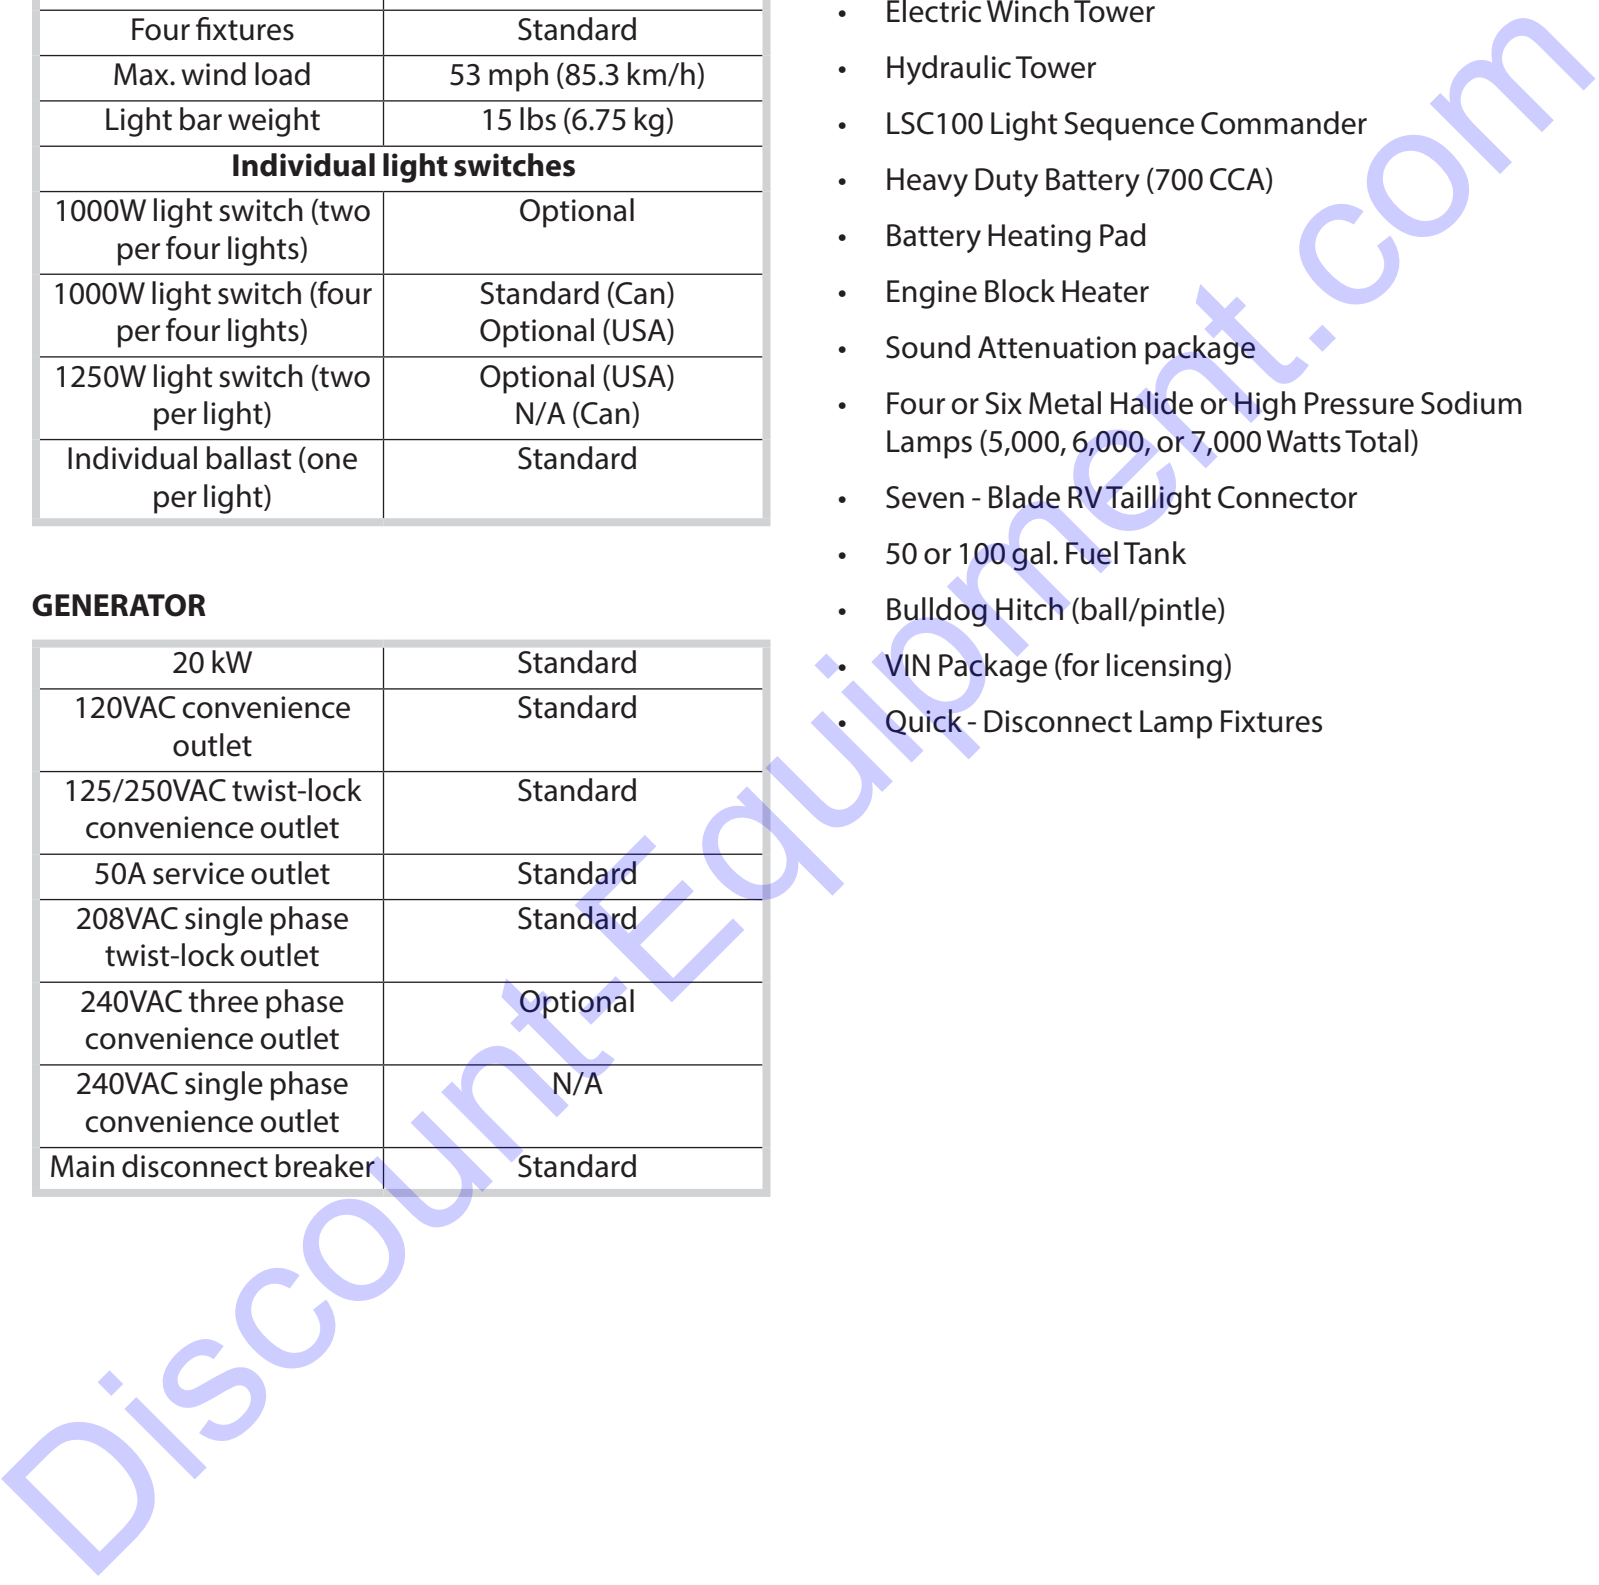 Four fixtures Standard
Max. wind load 53 mph (85.3 km/h)
Light bar weight 15 lbs (6.75 kg)
Individual light switches
1000W light switch (two Optional
per four lights)
1000W light switch (four Standard (Can)
per four lights) Optional (USA)
1250W light switch (two Optional (USA)
per light) N/A (Can)
Individual ballast (one Standard
per light)
GENERATOR
20 kW Standard
120VAC convenience Standard
outlet
125/250VAC twist-lock Standard
convenience outlet
50A service outlet Standard
208VAC single phase Standard
twist-lock outlet
240VAC three phase Optional
convenience outlet
240VAC single phase N/A
convenience outlet
Main disconnect breaker Standard
• Electric Winch Tower
• Hydraulic Tower
• LSC100 Light Sequence Commander
• Heavy Duty Battery (700 CCA)
• Battery Heating Pad
• Engine Block Heater
• Sound Attenuation package
• Four or Six Metal Halide or High Pressure Sodium
Lamps (5,000, 6,000, or 7,000 Watts Total)
• Seven - Blade RV Taillight Connector
• 50 or 100 gal. Fuel Tank
• Bulldog Hitch (ball/pintle)
• VIN Package (for licensing)
• Quick - Disconnect Lamp Fixtures
Discount-Equipment.com